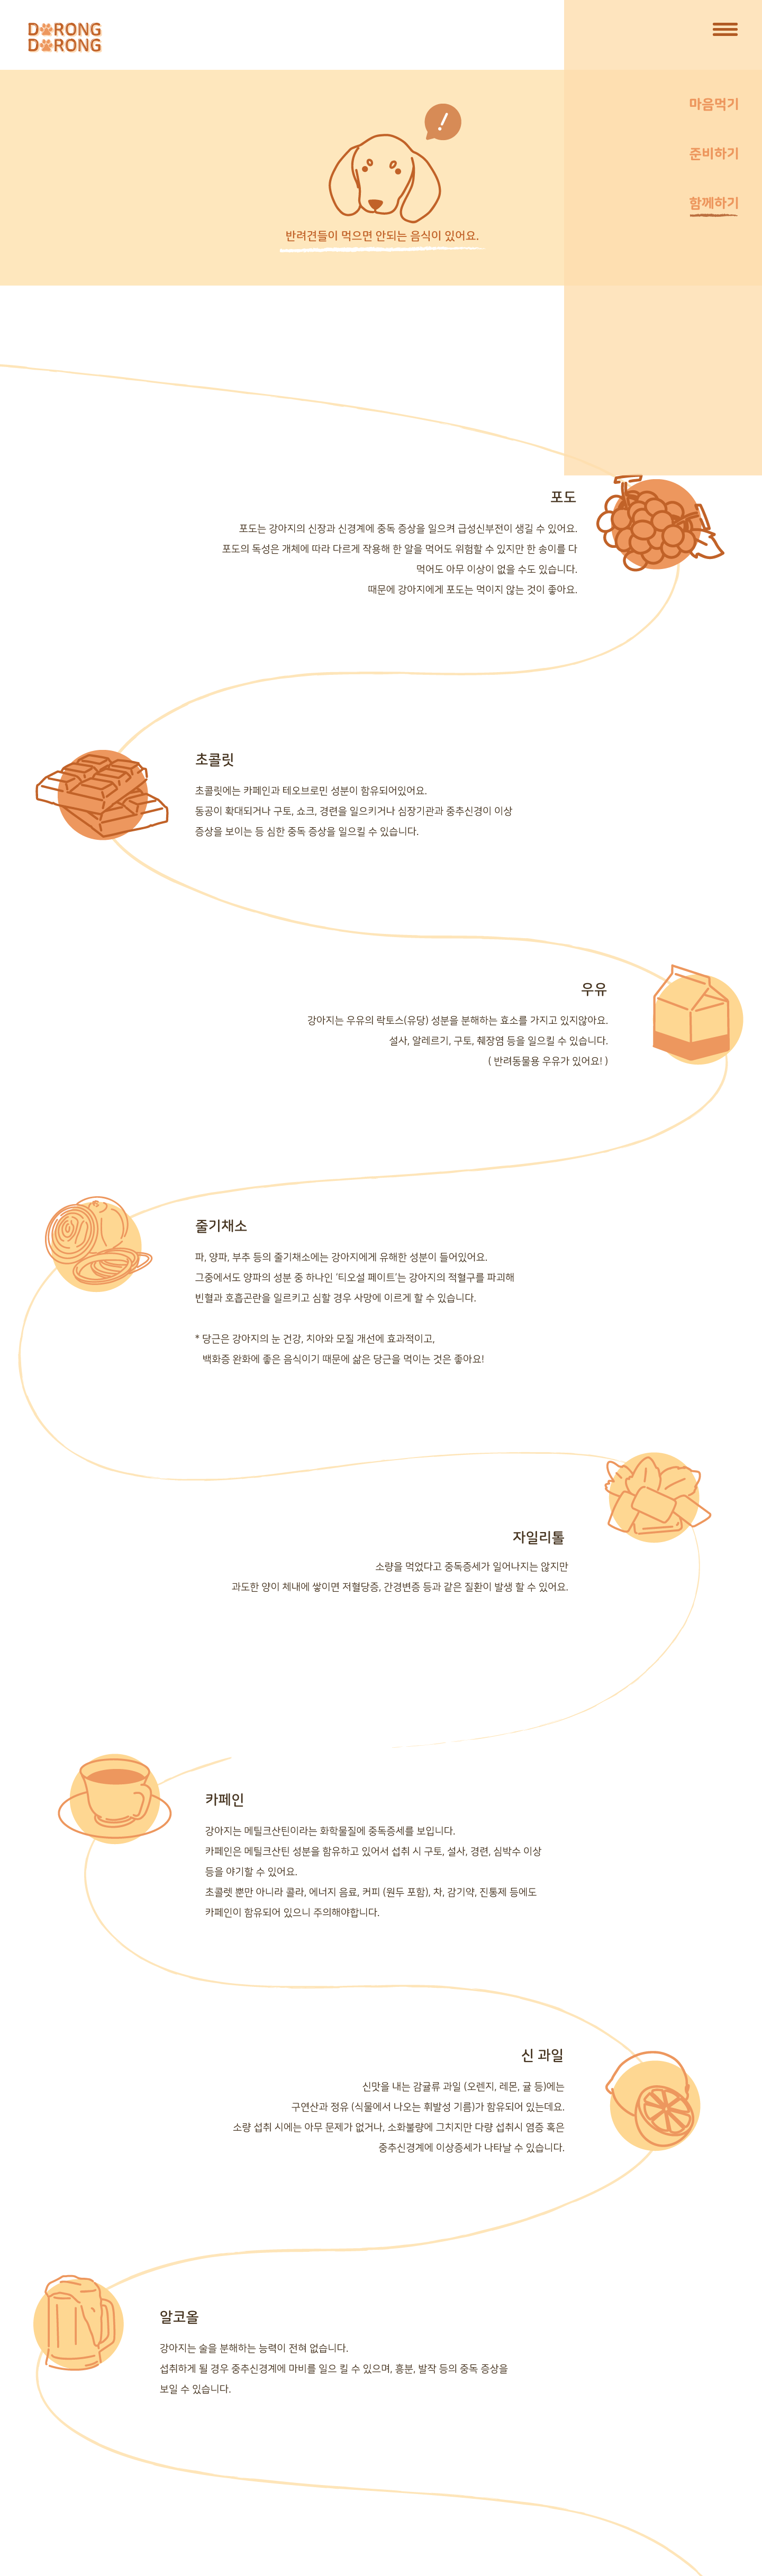 DORONG
DORONG
마음먹기
준비하기
함께하기
!
반려견들이 먹으면 안되는 음식이 있어요.
포도
포도는 강아지의 신장과 신경계에 중독 증상을 일으켜 급성신부전이 생길 수 있어요.
포도의 독성은 개체에 따라 다르게 작용해 한 알을 먹어도 위험할 수 있지만 한 송이를 다
먹어도 아무 이상이 없을 수도 있습니다.
때문에 강아지에게 포도는 먹이지 않는 것이 좋아요.
초콜릿
초콜릿에는 카페인과 테오브로민 성분이 함유되어있어요.
동공이 확대되거나 구토, 쇼크, 경련을 일으키거나 심장기관과 중추신경이 이상
증상을 보이는 등 심한 중독 증상을 일으킬 수 있습니다.
우유
강아지는 우유의 락토스(유당) 성분을 분해하는 효소를 가지고 있지않아요.
설사, 알레르기, 구토, 췌장염 등을 일으킬 수 있습니다.
( 반려동물용 우유가 있어요! )
줄기채소
파, 양파, 부추 등의 줄기채소에는 강아지에게 유해한 성분이 들어있어요.
그중에서도 양파의 성분 중 하나인 '티오설 페이트'는 강아지의 적혈구를 파괴해
빈혈과 호흡곤란을 일르키고 심할 경우 사망에 이르게 할 수 있습니다.
* 당근은 강아지의 눈 건강, 치아와 모질 개선에 효과적이고,
백화증 완화에 좋은 음식이기 때문에 삶은 당근을 먹이는 것은 좋아요!
자일리톨
소량을 먹었다고 중독증세가 일어나지는 않지만
과도한 양이 체내에 쌓이면 저혈당증, 간경변증 등과 같은 질환이 발생 할 수 있어요.
카페인
강아지는 메틸크산틴이라는 화학물질에 중독증세를 보입니다.
카페인은 메틸크산틴 성분을 함유하고 있어서 섭취 시 구토, 설사, 경련, 심박수 이상
등을 야기할 수 있어요.
초콜렛 뿐만 아니라 콜라, 에너지 음료, 커피 (원두 포함), 차, 감기약, 진통제 등에도
카페인이 함유되어 있으니 주의해야합니다.
신 과일
신맛을 내는 감귤류 과일 (오렌지, 레몬, 귤 등)에는
구연산과 정유 (식물에서 나오는 휘발성 기름)가 함유되어 있는데요.
소량 섭취 시에는 아무 문제가 없거나, 소화불량에 그치지만 다량 섭취시 염증 혹은
중추신경계에 이상증세가 나타날 수 있습니다.
알코올
강아지는 술을 분해하는 능력이 전혀 없습니다.
섭취하게 될 경우 중추신경계에 마비를 일으 킬 수 있으며, 흥분, 발작 등의 중독 증상을
보일 수 있습니다.